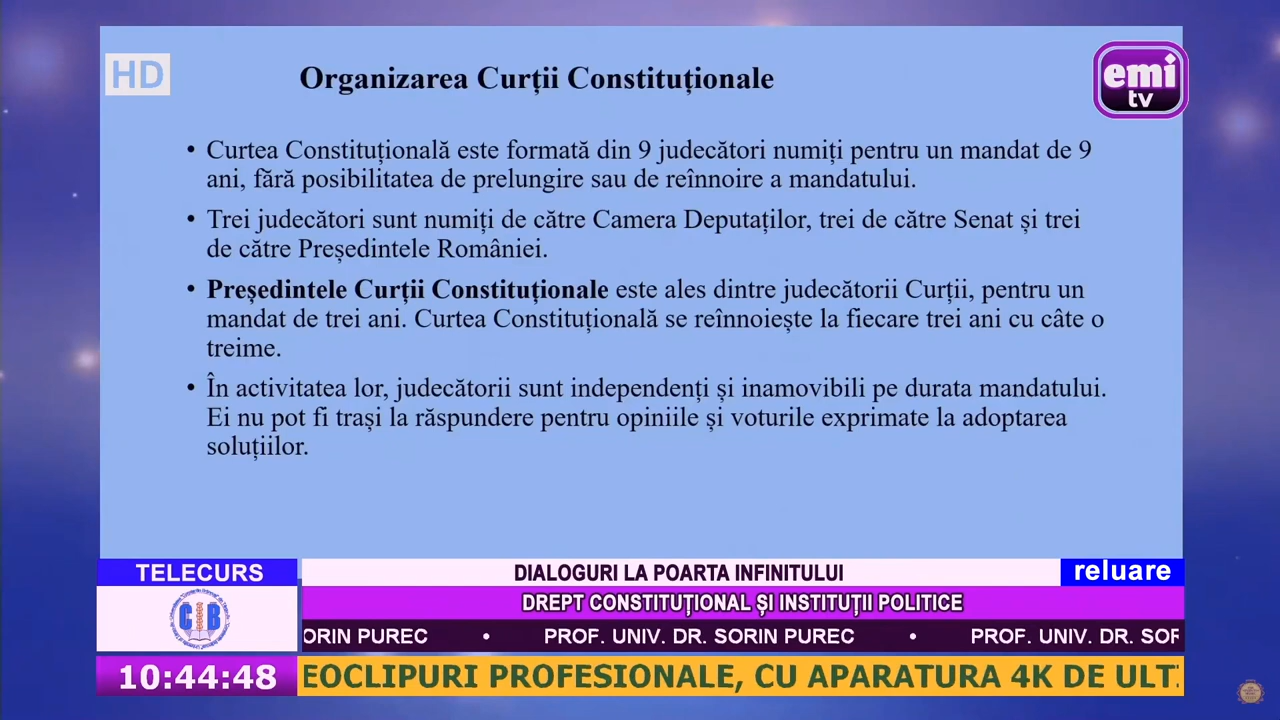 HD
Organizarea Curții Constituționale
emi
tv
• Curtea Constituțională este formată din 9 judecători numiți pentru un mandat de 9
ani, fără posibilitatea de prelungire sau de reînnoire a mandatului.
• Trei judecători sunt numiți de către Camera Deputaților, trei de către Senat și trei
de către Președintele României.
• Președintele Curții Constituționale este ales dintre judecătorii Curții, pentru un
mandat de trei ani. Curtea Constituțională se reînnoiește la fiecare trei ani cu câte o
treime.
• În activitatea lor, judecătorii sunt independenți și inamovibili pe durata mandatului.
Ei nu pot fi trași la răspundere pentru opiniile și voturile exprimate la adoptarea
soluțiilor.
TELECURS
DIALOGURI LA POARTA INFINITULUI
reluare
DREPT CONSTITUȚIONAL ȘI INSTITUȚII POLITICE
CB
ORIN PUREC • PROF. UNIV. DR. SORIN PUREC • PROF. UNIV. DR. SOR
10:44:48
EOCLIPURI PROFESIONALE, CU APARATURA 4K DE ULT